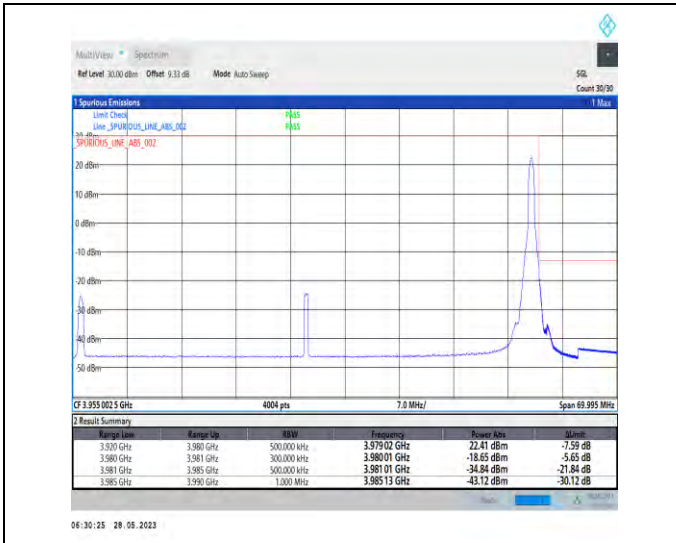 MultiView Spectrum
Ref Level 30.00 dBm Offset 9.33 dB Mode Auto Sweep SGL
Count 30/30
1 Spurious Emissions 1 Max
Limit Check PASS
Line _SPURIOUS_LINE_ABS_002 PASS
30 dBm
_SPURIOUS_LINE_ABS_002
20 dBm
10 dBm
0 dBm
-10 dBm
-20 dBm
-30 dBm
-40 dBm
-50 dBm
CF 3.955 002 5 GHz 4004 pts 7.0 MHz/ Span 69.995 MHz
2 Result Summary
Range Low Range Up RBW Frequency Power Abs ΔLimit
3.920 GHz 3.980 GHz 500.000 kHz 3.979 02 GHz 22.41 dBm -7.59 dB
3.980 GHz 3.981 GHz 300.000 kHz 3.980 01 GHz -18.65 dBm -5.65 dB
3.981 GHz 3.985 GHz 500.000 kHz 3.981 01 GHz -34.84 dBm -21.84 dB
3.985 GHz 3.990 GHz 1.000 MHz 3.985 13 GHz -43.12 dBm -30.12 dB
06:30:25 28.05.2023